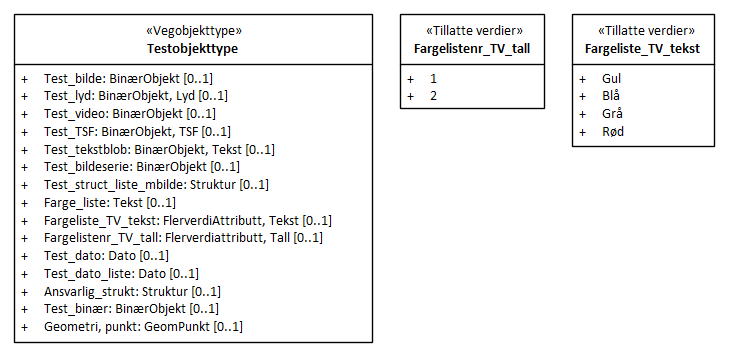 «Vegobjekttype»
Testobjekttype
+ Test_bilde: BinærObjekt [0..1]
+ Test_lyd: BinærObjekt, Lyd [0..1]
+ Test_video: BinærObjekt [0..1]
+ Test_TSF: BinærObjekt, TSF [0..1]
+ Test_tekstblob: BinærObjekt, Tekst [0..1]
+ Test_bildeserie: BinærObjekt [0..1]
+ Test_struct_liste_mbilde: Struktur [0..1]
+ Farge_liste: Tekst [0..1]
+ Fargeliste_TV_tekst: FlerverdiAttributt, Tekst [0..1]
+ Fargelistenr_TV_tall: Flerverdiattributt, Tall [0..1]
+ Test_dato: Dato [0..1]
+ Test_dato_liste: Dato [0..1]
+ Ansvarlig_strukt: Struktur [0..1]
+ Test_binær: BinærObjekt [0..1]
+ Geometri, punkt: GeomPunkt [0..1]
«Tillatte verdier»
Fargelistenr_TV_tall
+ 1
+ 2
«Tillatte verdier»
Fargeliste_TV_tekst
+ Gul
+ Blå
+ Grå
+ Rød